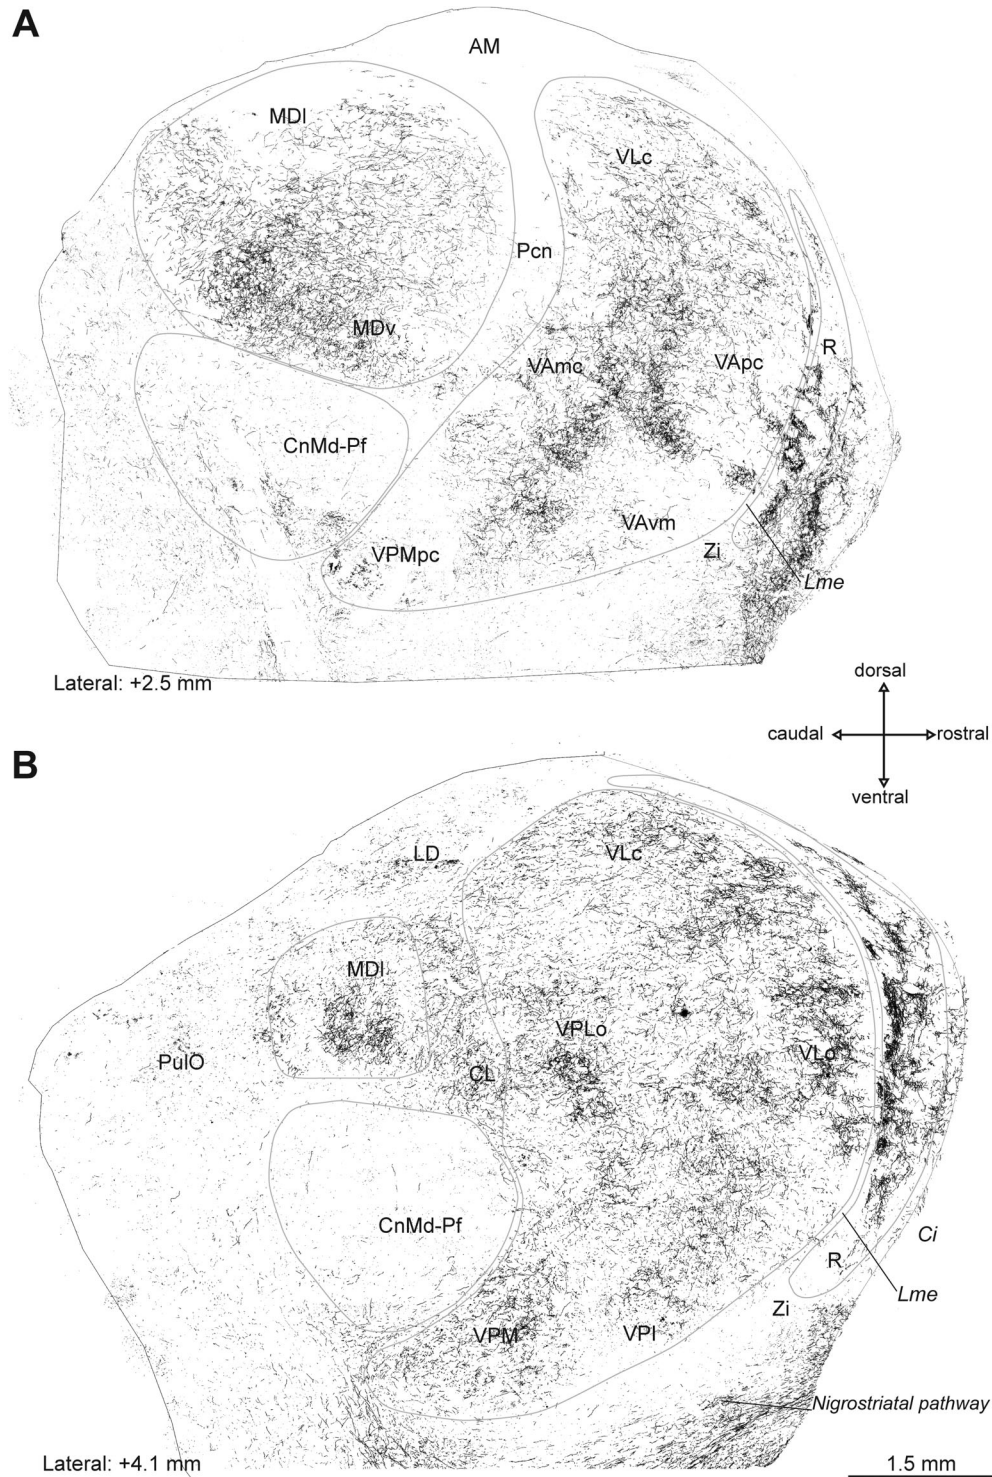 A
AM
MDl
VLc
Pcn
MDv
VAmc
VApc
R
CnMd-Pf
VAvm
VPMpc
Zi
Lme
Lateral: +2.5 mm
dorsal
caudal
rostral
ventral
B
LD
VLc
MDl
VPLo
PulO
CL
VLo
CnMd-Pf
Ci
R
Lme
Zi
VPM
VPI
Nigrostriatal pathway
Lateral: +4.1 mm
1.5 mm